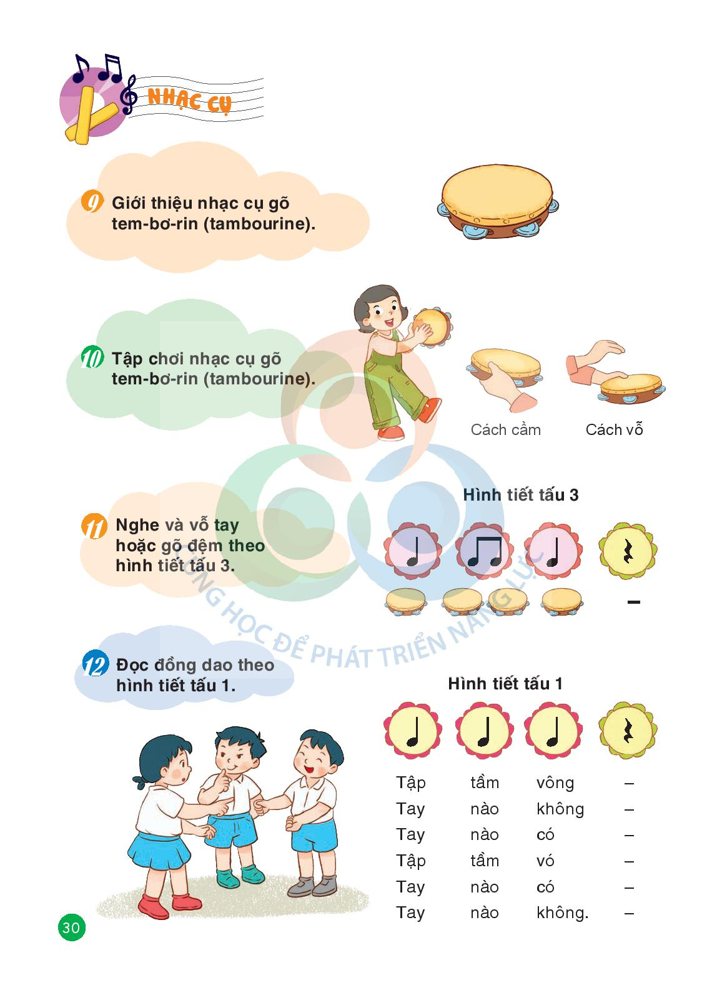 NHẠC CỤ
9 Giới thiệu nhạc cụ gõ
tem-bơ-rin (tambourine).
10 Tập chơi nhạc cụ gõ
tem-bơ-rin (tambourine).
Cách cầm Cách vỗ
11 Nghe và vỗ tay
hoặc gõ đệm theo
hình tiết tấu 3.
Hình tiết tấu 3
–
CÙNG HỌC ĐỂ PHÁT TRIỂN NĂNG LỰC
12 Đọc đồng dao theo
hình tiết tấu 1.
Hình tiết tấu 1
Tập tầm vông –
Tay nào không –
Tay nào có –
Tập tầm vó –
Tay nào có –
Tay nào không. –
30